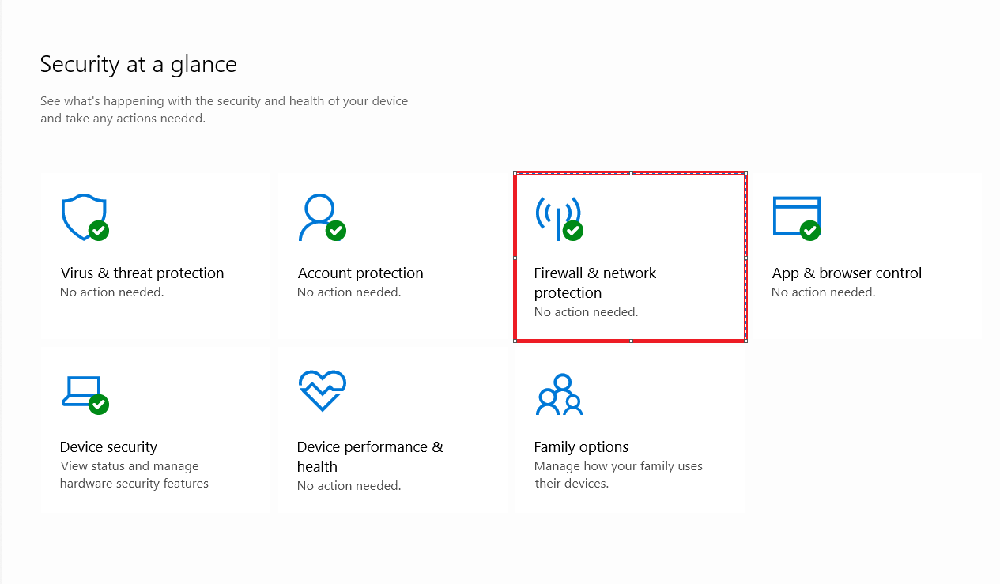 Security at a glance
See what's happening with the security and health of your device
and take any actions needed.
Virus & threat protection
No action needed.
Account protection
No action needed.
Firewall & network
protection
No action needed.
App & browser control
No action needed.
Device security
View status and manage
hardware security features
Device performance &
health
No action needed.
Family options
Manage how your family uses
their devices.